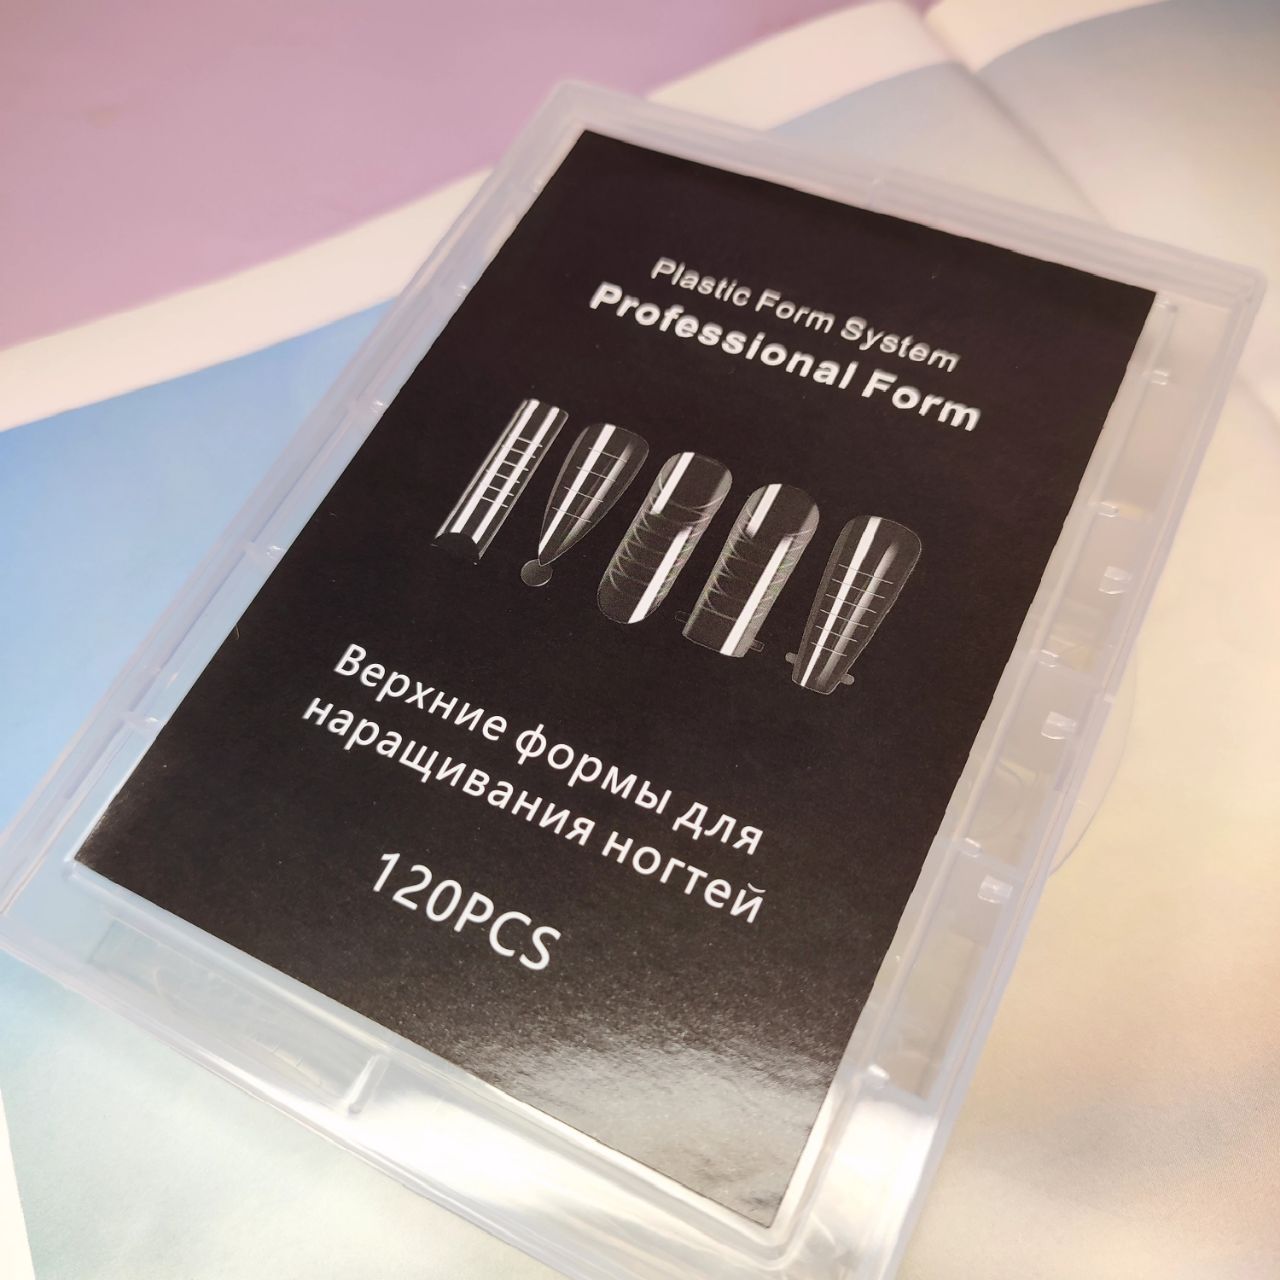 Plastic Form System
Professional Form
Верхние формы для
наращивания ногтей
120PCS